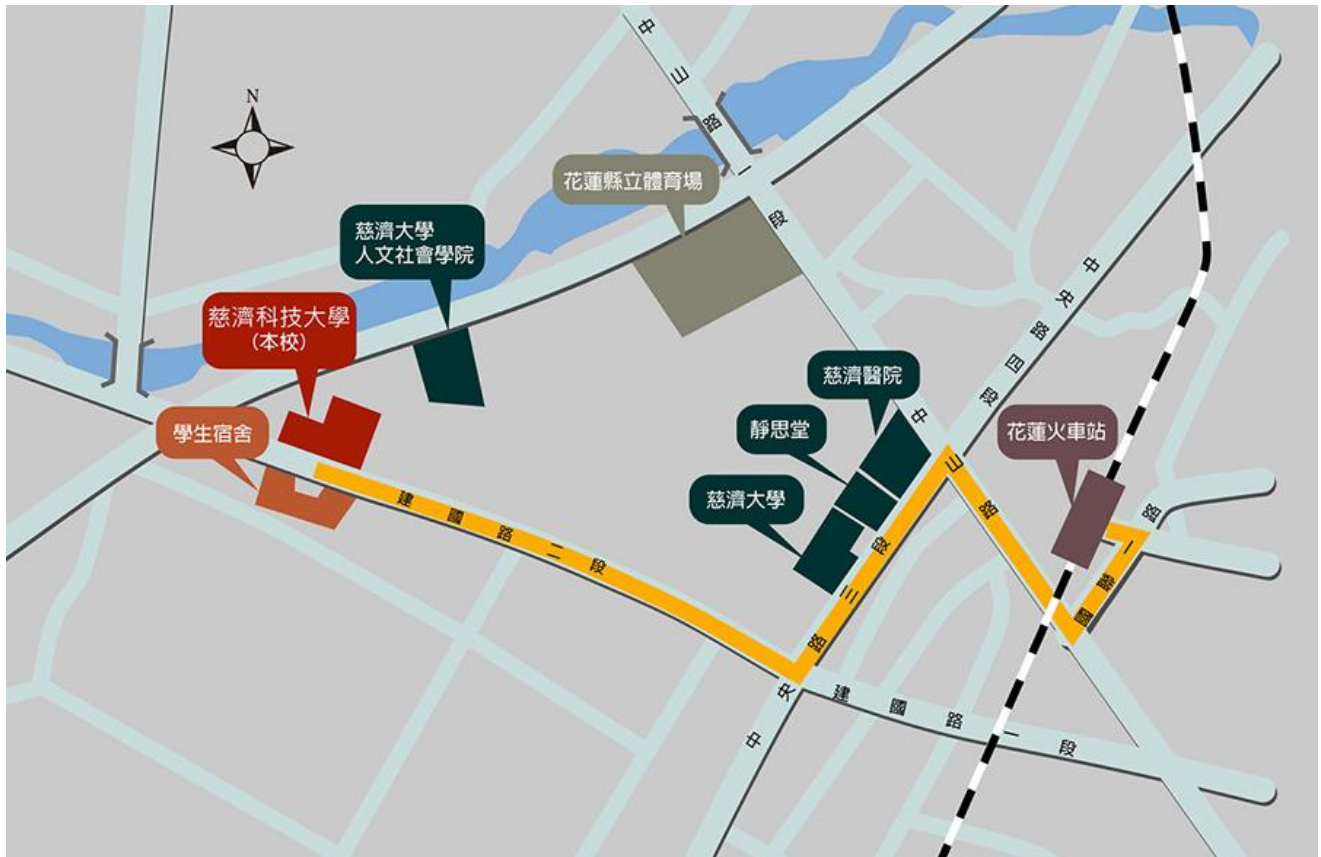 N
中山路一段
花蓮縣立體育場
慈濟大學
人文社會學院
慈濟科技大學
(本校)
學生宿舍
慈濟醫院
靜思堂
慈濟大學
中央路四段
花蓮火車站
中山路
國聯一路
建國路二段
中央路三段
建國路一段